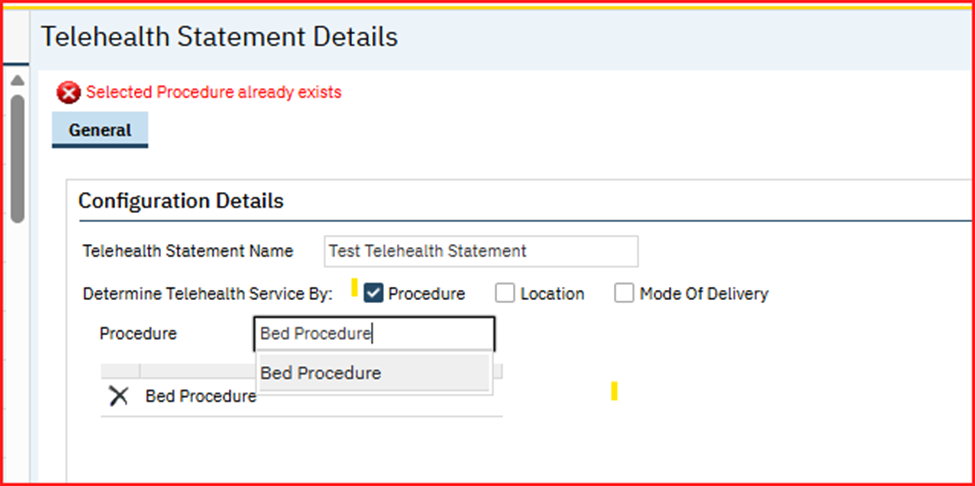 Telehealth Statement Details
Selected Procedure already exists
General
Configuration Details
Telehealth Statement Name Test Telehealth Statement
Determine Telehealth Service By: Procedure Location Mode Of Delivery
Procedure Bed Procedure
Bed Procedure
Bed Procedure